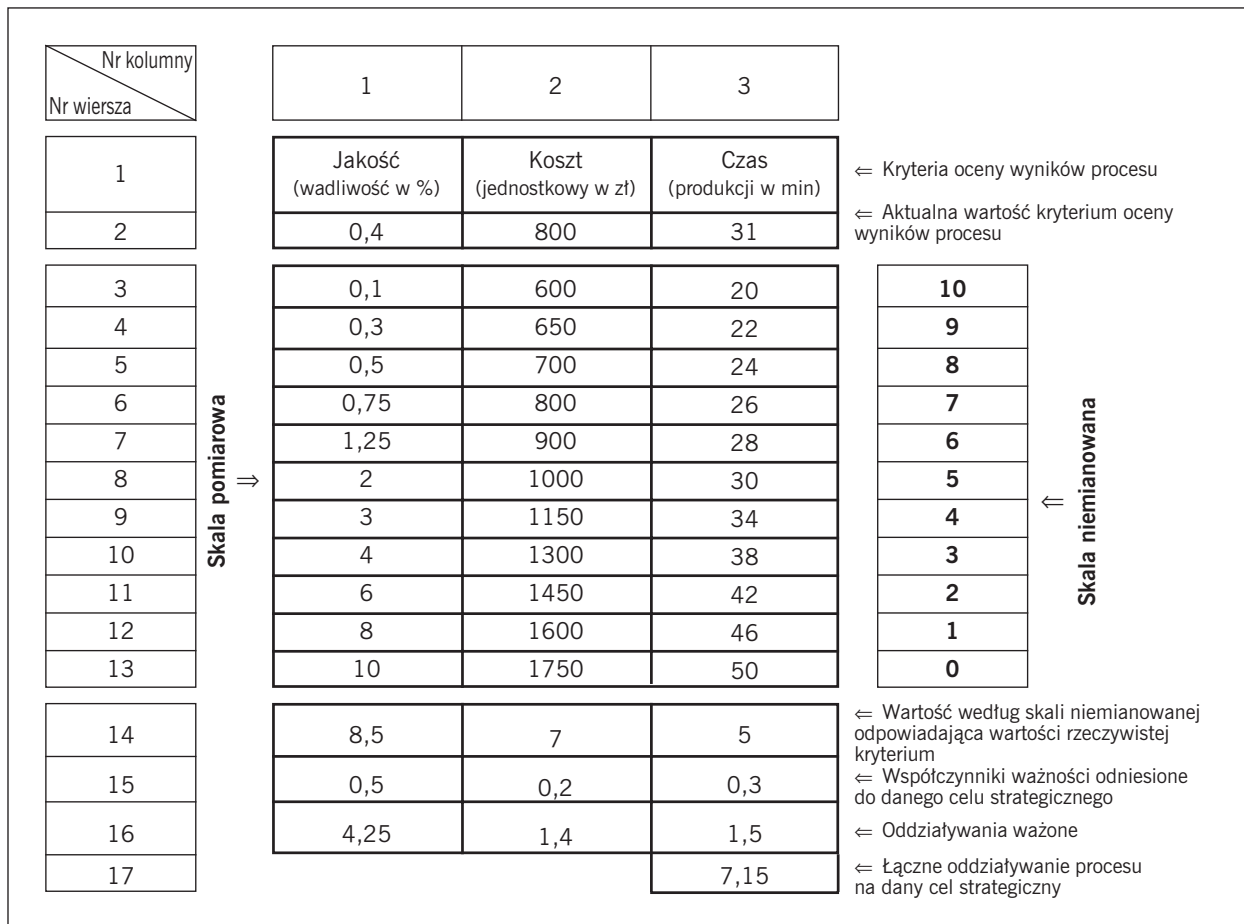 Nr kolumny
Nr wiersza
1 2 3
1
Jakość Koszt Czas
(wadliwość w %) (jednostkowy w zł) (produkcji w min)
⇐ Kryteria oceny wyników procesu
2 0,4 800 31
⇐ Aktualna wartość kryterium oceny
wyników procesu
Skala pomiarowa ⇒
3 0,1 600 20 10
4 0,3 650 22 9
5 0,5 700 24 8
6 0,75 800 26 7
7 1,25 900 28 6
8 2 1000 30 5
9 3 1150 34 4
10 4 1300 38 3
11 6 1450 42 2
12 8 1600 46 1
13 10 1750 50 0
⇐ Skala niemianowana
14 8,5 7 5
⇐ Wartość według skali niemianowanej
odpowiadająca wartości rzeczywistej
kryterium
15 0,5 0,2 0,3
⇐ Współczynniki ważności odniesione
do danego celu strategicznego
16 4,25 1,4 1,5
⇐ Oddziaływania ważone
17 7,15
⇐ Łączne oddziaływanie procesu
na dany cel strategiczny